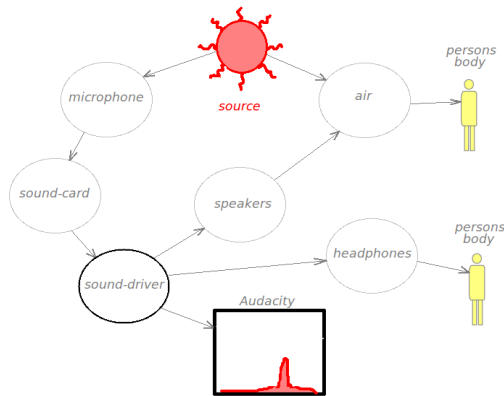 persons
body
microphone
air
source
sound-card
speakers
persons
body
headphones
sound-driver
Audacity